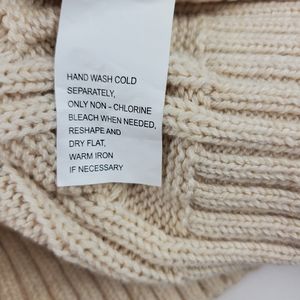 HAND WASH COLD
SEPARATELY,
ONLY NON - CHLORINE
BLEACH WHEN NEEDED,
RESHAPE AND
DRY FLAT,
WARM IRON
IF NECESSARY